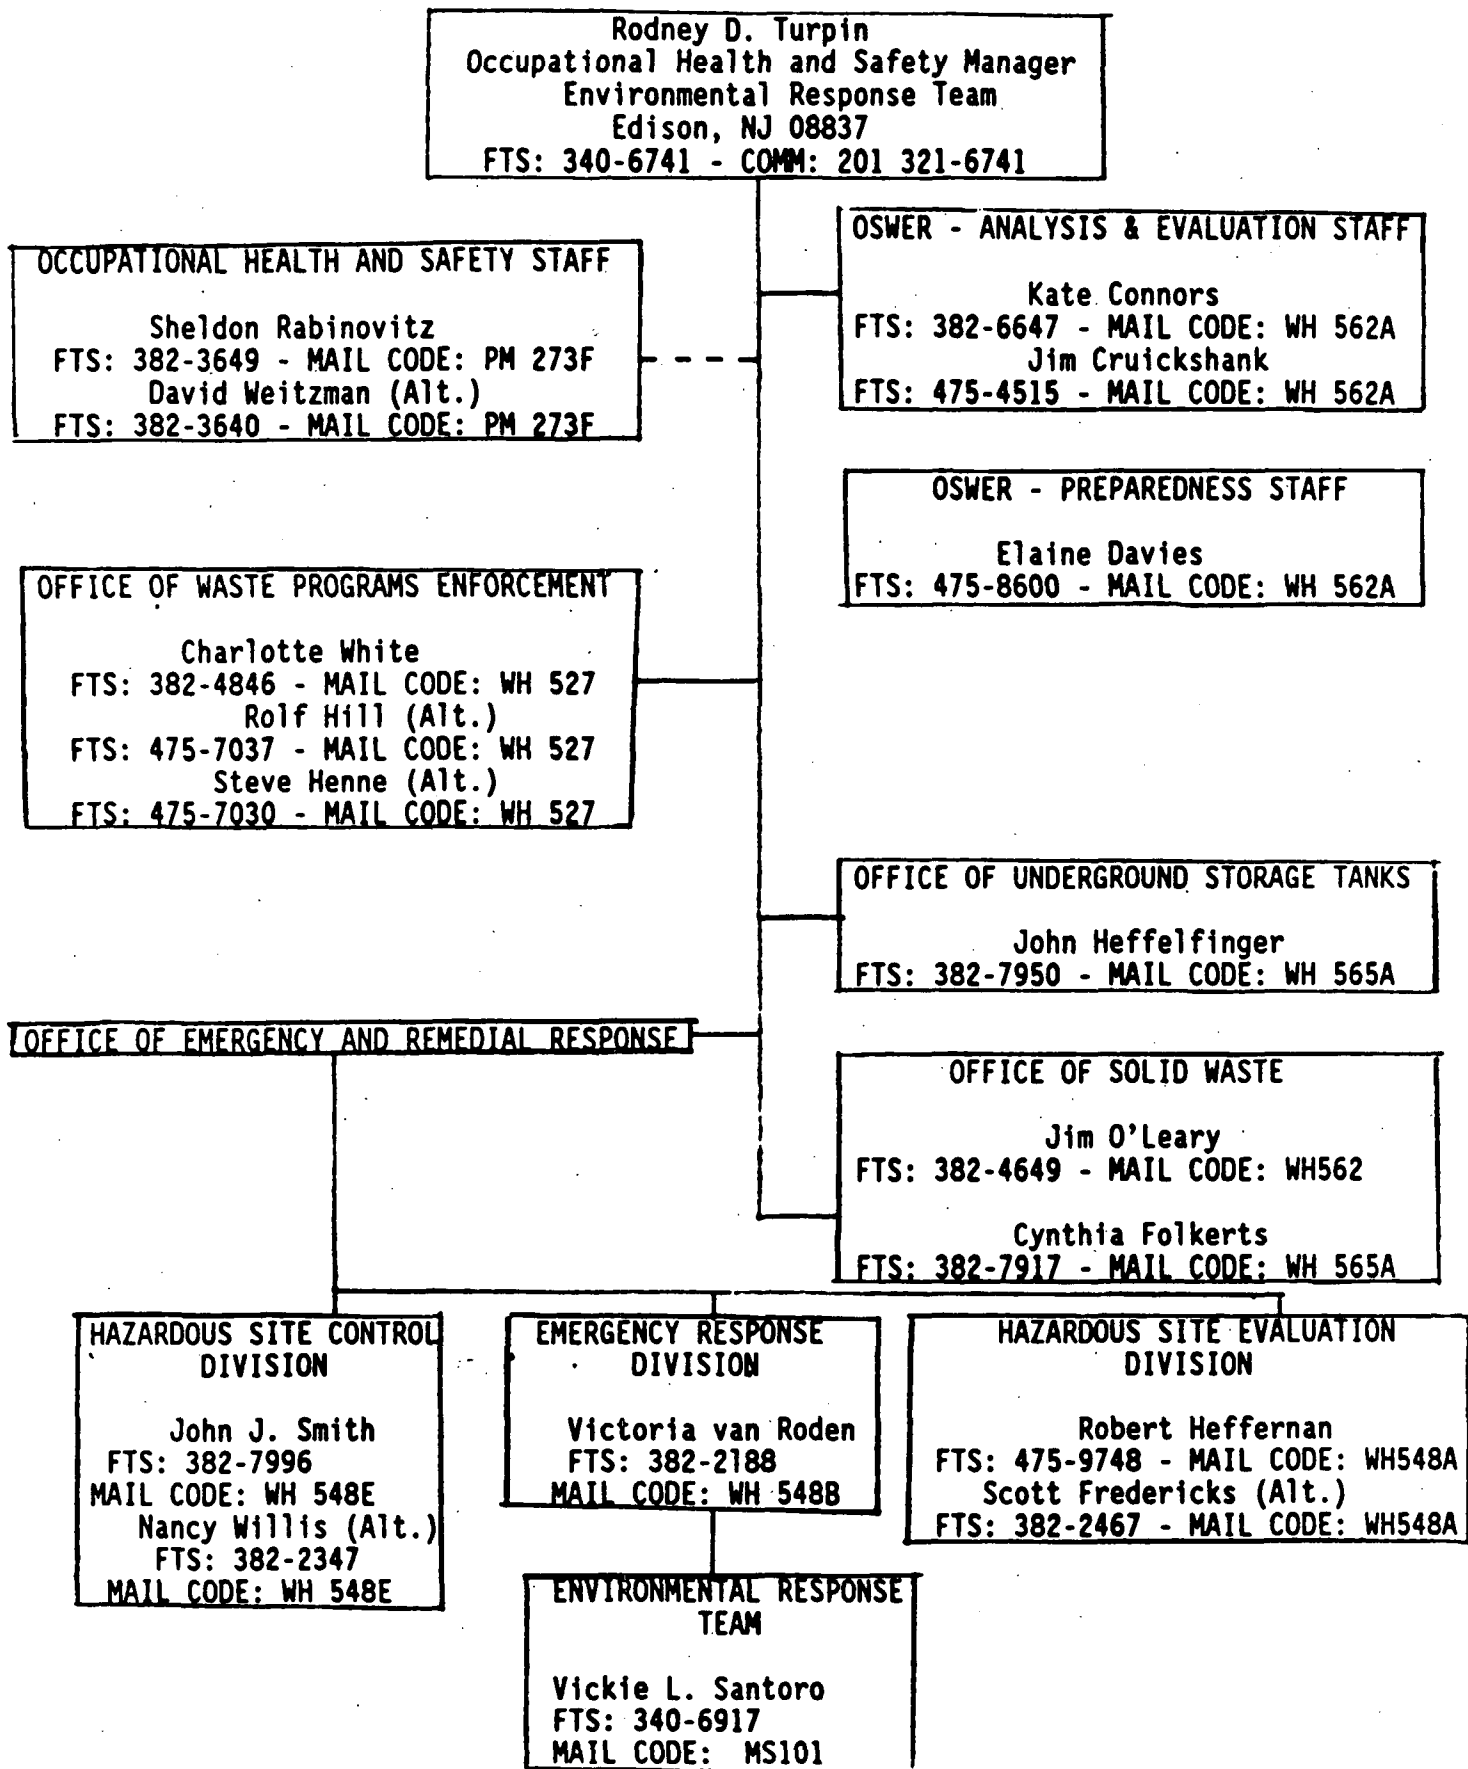 Rodney D. Turpin
Occupational Health and Safety Manager
Environmental Response Team
Edison, NJ 08837
FTS: 340-6741 - COMM: 201 321-6741
OCCUPATIONAL HEALTH AND SAFETY STAFF
Sheldon Rabinovitz
FTS: 382-3649 - MAIL CODE: PM 273F
David Weitzman (Alt.)
FTS: 382-3640 - MAIL CODE: PM 273F
OSWER - ANALYSIS & EVALUATION STAFF
Kate Connors
FTS: 382-6647 - MAIL CODE: WH 562A
Jim Cruickshank
FTS: 475-4515 - MAIL CODE: WH 562A
OSWER - PREPAREDNESS STAFF
Elaine Davies
FTS: 475-8600 - MAIL CODE: WH 562A
OFFICE OF WASTE PROGRAMS ENFORCEMENT
Charlotte White
FTS: 382-4846 - MAIL CODE: WH 527
Rolf Hill (Alt.)
FTS: 475-7037 - MAIL CODE: WH 527
Steve Henne (Alt.)
FTS: 475-7030 - MAIL CODE: WH 527
OFFICE OF UNDERGROUND STORAGE TANKS
John Heffelfinger
FTS: 382-7950 - MAIL CODE: WH 565A
OFFICE OF EMERGENCY AND REMEDIAL RESPONSE
OFFICE OF SOLID WASTE
Jim O'Leary
FTS: 382-4649 - MAIL CODE: WH562
Cynthia Folkerts
FTS: 382-7917 - MAIL CODE: WH 565A
HAZARDOUS SITE CONTROL
DIVISION
John J. Smith
FTS: 382-7996
MAIL CODE: WH 548E
Nancy Willis (Alt.)
FTS: 382-2347
MAIL CODE: WH 548E
EMERGENCY RESPONSE
DIVISION
Victoria van Roden
FTS: 382-2188
MAIL CODE: WH 548B
HAZARDOUS SITE EVALUATION
DIVISION
Robert Heffernan
FTS: 475-9748 - MAIL CODE: WH548A
Scott Fredericks (Alt.)
FTS: 382-2467 - MAIL CODE: WH548A
ENVIRONMENTAL RESPONSE
TEAM
Vickie L. Santoro
FTS: 340-6917
MAIL CODE: MS101